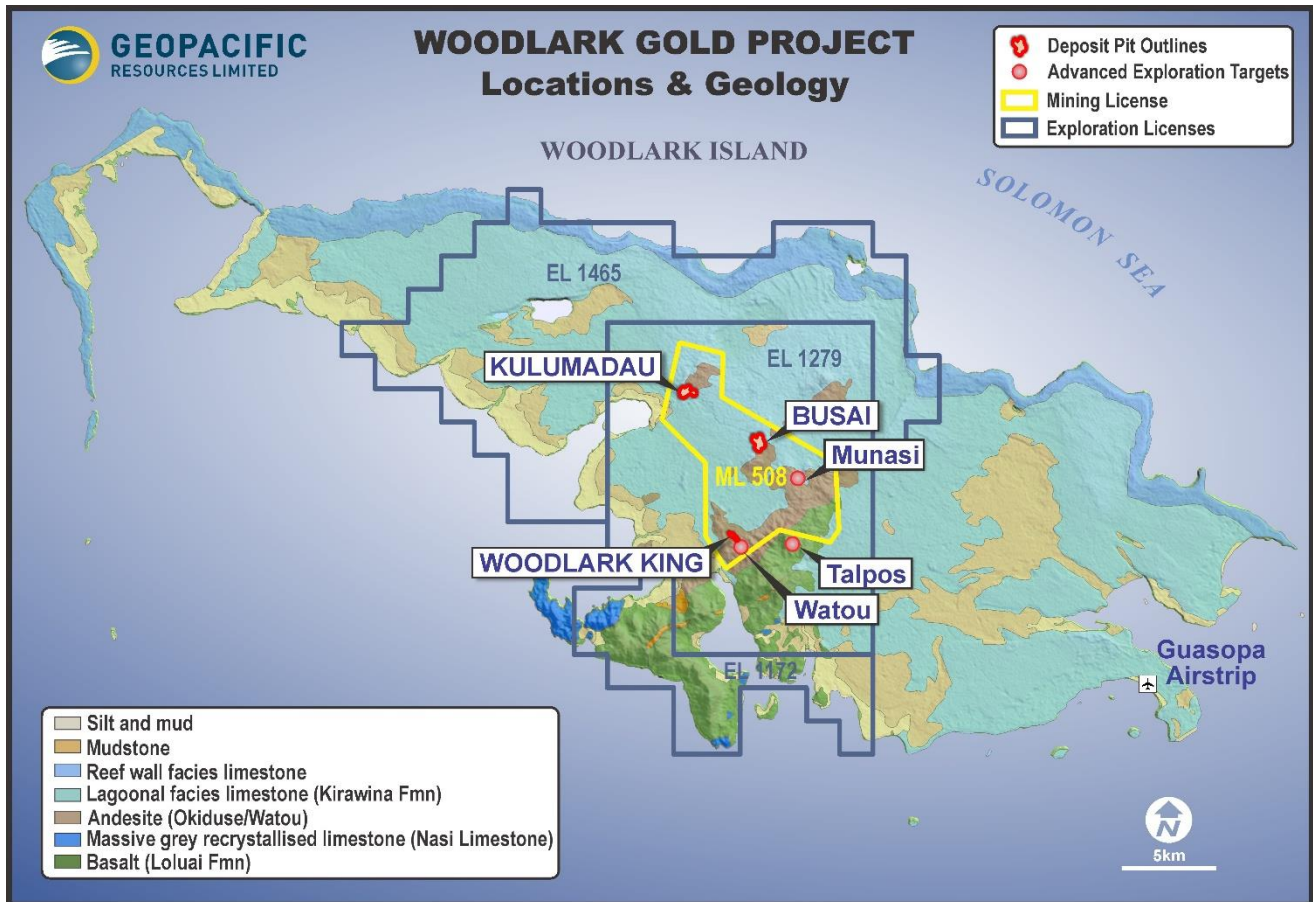 GEOPACIFIC
RESOURCES LIMITED
WOODLARK GOLD PROJECT
Locations & Geology
Deposit Pit Outlines
Advanced Exploration Targets
Mining License
Exploration Licenses
WOODLARK ISLAND
SOLOMON SEA
EL 1465
EL 1279
KULUMADAU
BUSAI
Munasi
ML 508
WOODLARK KING
Talpos
Watou
EL 1172
Guasopa
Airstrip
Silt and mud
Mudstone
Reef wall facies limestone
Lagoonal facies limestone (Kirawina Fmn)
Andesite (Okiduse/Watou)
Massive grey recrystallised limestone (Nasi Limestone)
Basalt (Loluai Fmn)
N
5km